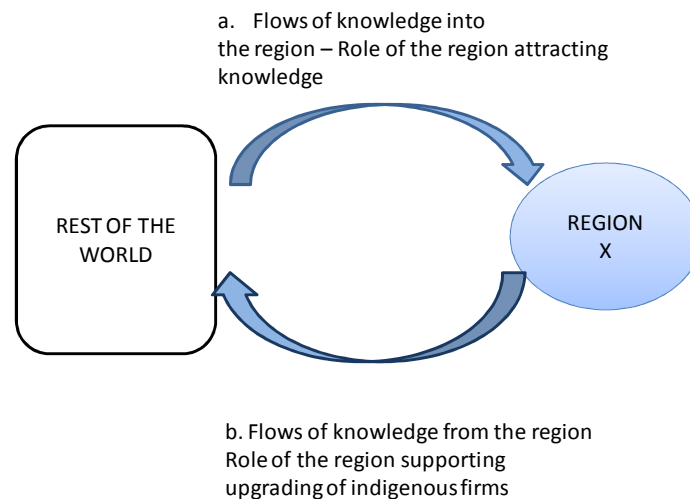 a. Flows of knowledge into
the region – Role of the region attracting
knowledge
REST OF THE
WORLD
REGION
X
b. Flows of knowledge from the region
Role of the region supporting
upgrading of indigenous firms